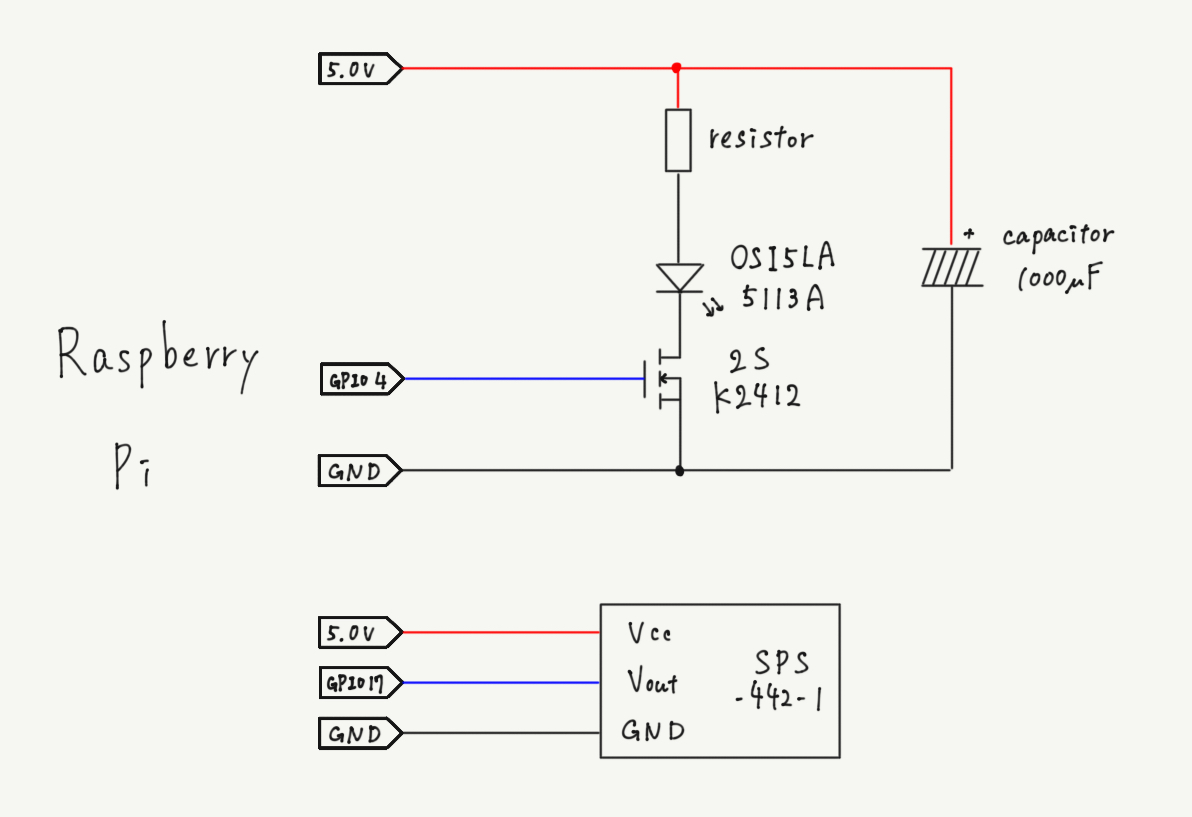 5.0V
resistor
+
capacitor
1000μF
OSI5LA
5113A
Raspberry
Pi
GPIO4
2S
K2412
GND
5.0V
Vcc
SPS
-442-1
GPIO17
Vout
GND
GND